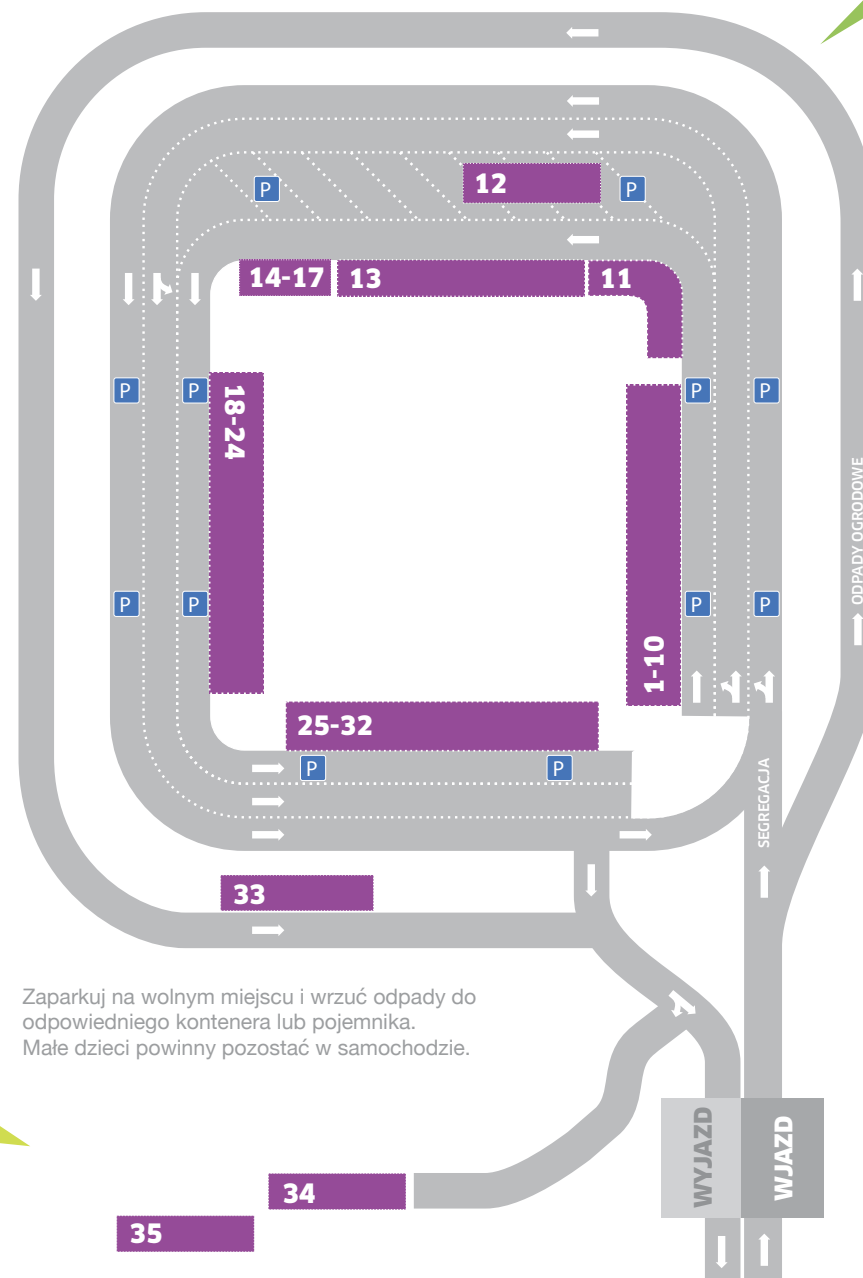 12
P
P
14-17
13
11
P
P
P
P
18-24
ODPADY OGRODOWE
P
P
P
P
1-10
25-32
P
P
SEGREGACJA
33
Zaparkuj na wolnym miejscu i wrzuć odpady do
odpowiedniego kontenera lub pojemnika.
Małe dzieci powinny pozostać w samochodzie.
WYJAZD
WJAZD
34
35